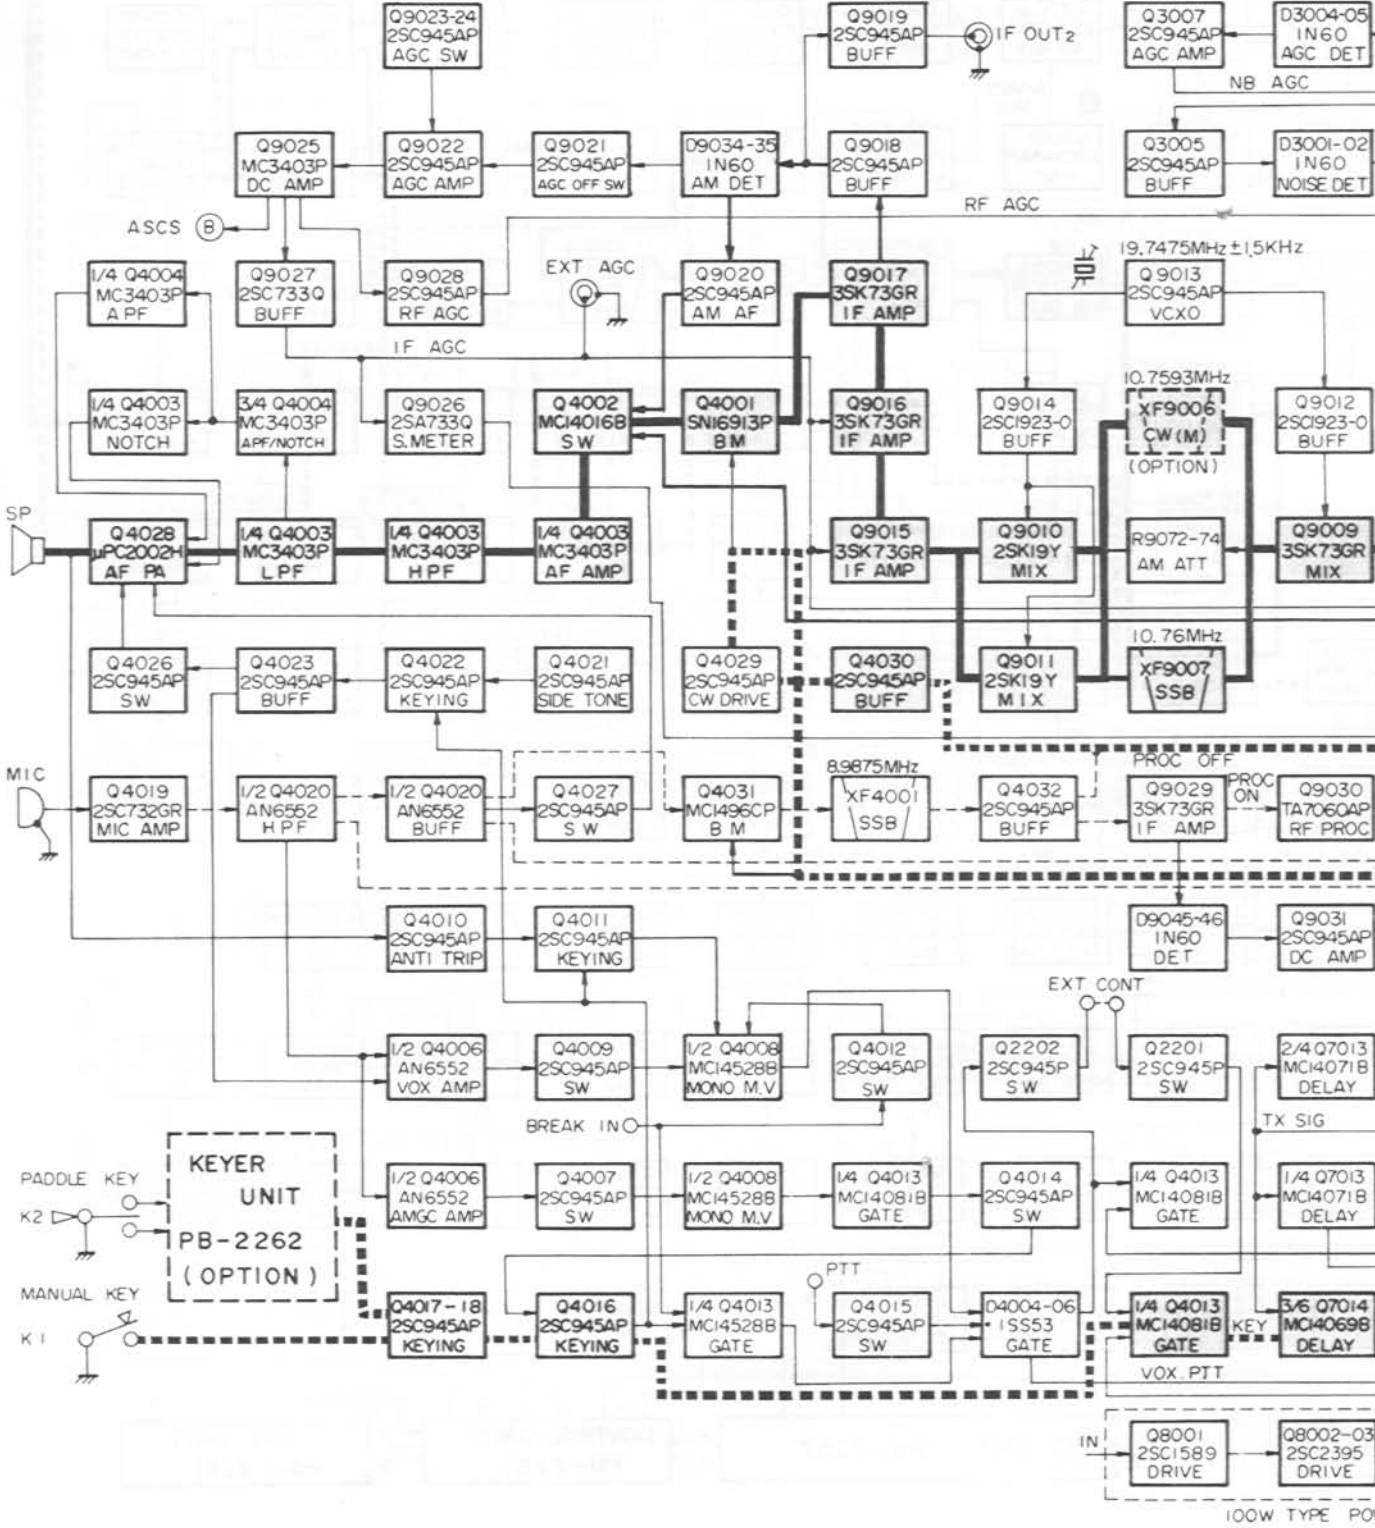 Q9023-24
2SC945AP
AGC SW
Q9019
2SC945AP
BUFF
IF OUT2
Q3007
2SC945AP
AGC AMP
D3004-05
1N60
AGC DET
NB AGC
Q9025
MC3403P
DC AMP
Q9022
2SC945AP
AGC AMP
Q9021
2SC945AP
AGC OFF SW
D9034-35
1N60
AM DET
Q9018
2SC945AP
BUFF
Q3005
2SC945AP
BUFF
D3001-02
1N60
NOISE DET
RF AGC
ASCS B
1/4 Q4004
MC3403P
APF
Q9027
2SC733Q
BUFF
Q9028
2SC945AP
RF AGC
EXT AGC
Q9020
2SC945AP
AM AF
Q9017
3SK73GR
IF AMP
19.7475MHz±1,5KHz
Q9013
2SC945AP
VCXO
IF AGC
1/4 Q4003
MC3403P
NOTCH
3/4 Q4004
MC3403P
APF/NOTCH
Q9026
2SA733Q
S.METER
Q4002
MC14016B
SW
Q4001
SN16913P
BM
Q9016
3SK73GR
IF AMP
Q9014
2SC1923-O
BUFF
10.7593MHz
XF9006
CW (M)
(OPTION)
Q9012
2SC1923-O
BUFF
SP
Q4028
µPC2002H
AF PA
1/4 Q4003
MC3403P
LPF
1/4 Q4003
MC3403P
HPF
1/4 Q4003
MC3403P
AF AMP
Q9015
3SK73GR
IF AMP
Q9010
2SK19Y
MIX
R9072-74
AM ATT
Q9009
3SK73GR
MIX
Q4026
2SC945AP
SW
Q4023
2SC945AP
BUFF
Q4022
2SC945AP
KEYING
Q4021
2SC945AP
SIDE TONE
Q4029
2SC945AP
CW DRIVE
Q4030
2SC945AP
BUFF
Q9011
2SK19Y
MIX
10.76MHz
XF9007
SSB
MIC
Q4019
2SC732GR
MIC AMP
1/2 Q4020
AN6552
HPF
1/2 Q4020
AN6552
BUFF
Q4027
2SC945AP
SW
Q4031
MC1496CP
BM
8.9875MHz
XF4001
SSB
Q4032
2SC945AP
BUFF
PROC OFF
Q9029
3SK73GR
IF AMP
PROC
ON
Q9030
TA7060AP
RF PROC
Q4010
2SC945AP
ANTI TRIP
Q4011
2SC945AP
KEYING
D9045-46
1N60
DET
Q9031
2SC945AP
DC AMP
EXT CONT
1/2 Q4006
AN6552
VOX AMP
Q4009
2SC945AP
SW
1/2 Q4008
MC14528B
MONO M.V
Q4012
2SC945AP
SW
Q2202
2SC945P
SW
Q2201
2SC945P
SW
2/4 Q7013
MC14071B
DELAY
BREAK IN
TX SIG
PADDLE KEY
K2
KEYER
UNIT
PB-2262
(OPTION)
1/2 Q4006
AN6552
AMGC AMP
Q4007
2SC945AP
SW
1/2 Q4008
MC14528B
MONO M.V
1/4 Q4013
MC14081B
GATE
Q4014
2SC945AP
SW
1/4 Q4013
MC14081B
GATE
1/4 Q7013
MC14071B
DELAY
MANUAL KEY
K1
Q4017-18
2SC945AP
KEYING
Q4016
2SC945AP
KEYING
1/4 Q4013
MC14528B
GATE
PTT
Q4015
2SC945AP
SW
D4004-06
1SS53
GATE
1/4 Q4013
MC14081B
GATE
KEY
3/6 Q7014
MC14069B
DELAY
VOX.PTT
IN
Q8001
2SC1589
DRIVE
Q8002-03
2SC2395
DRIVE
100W TYPE PO